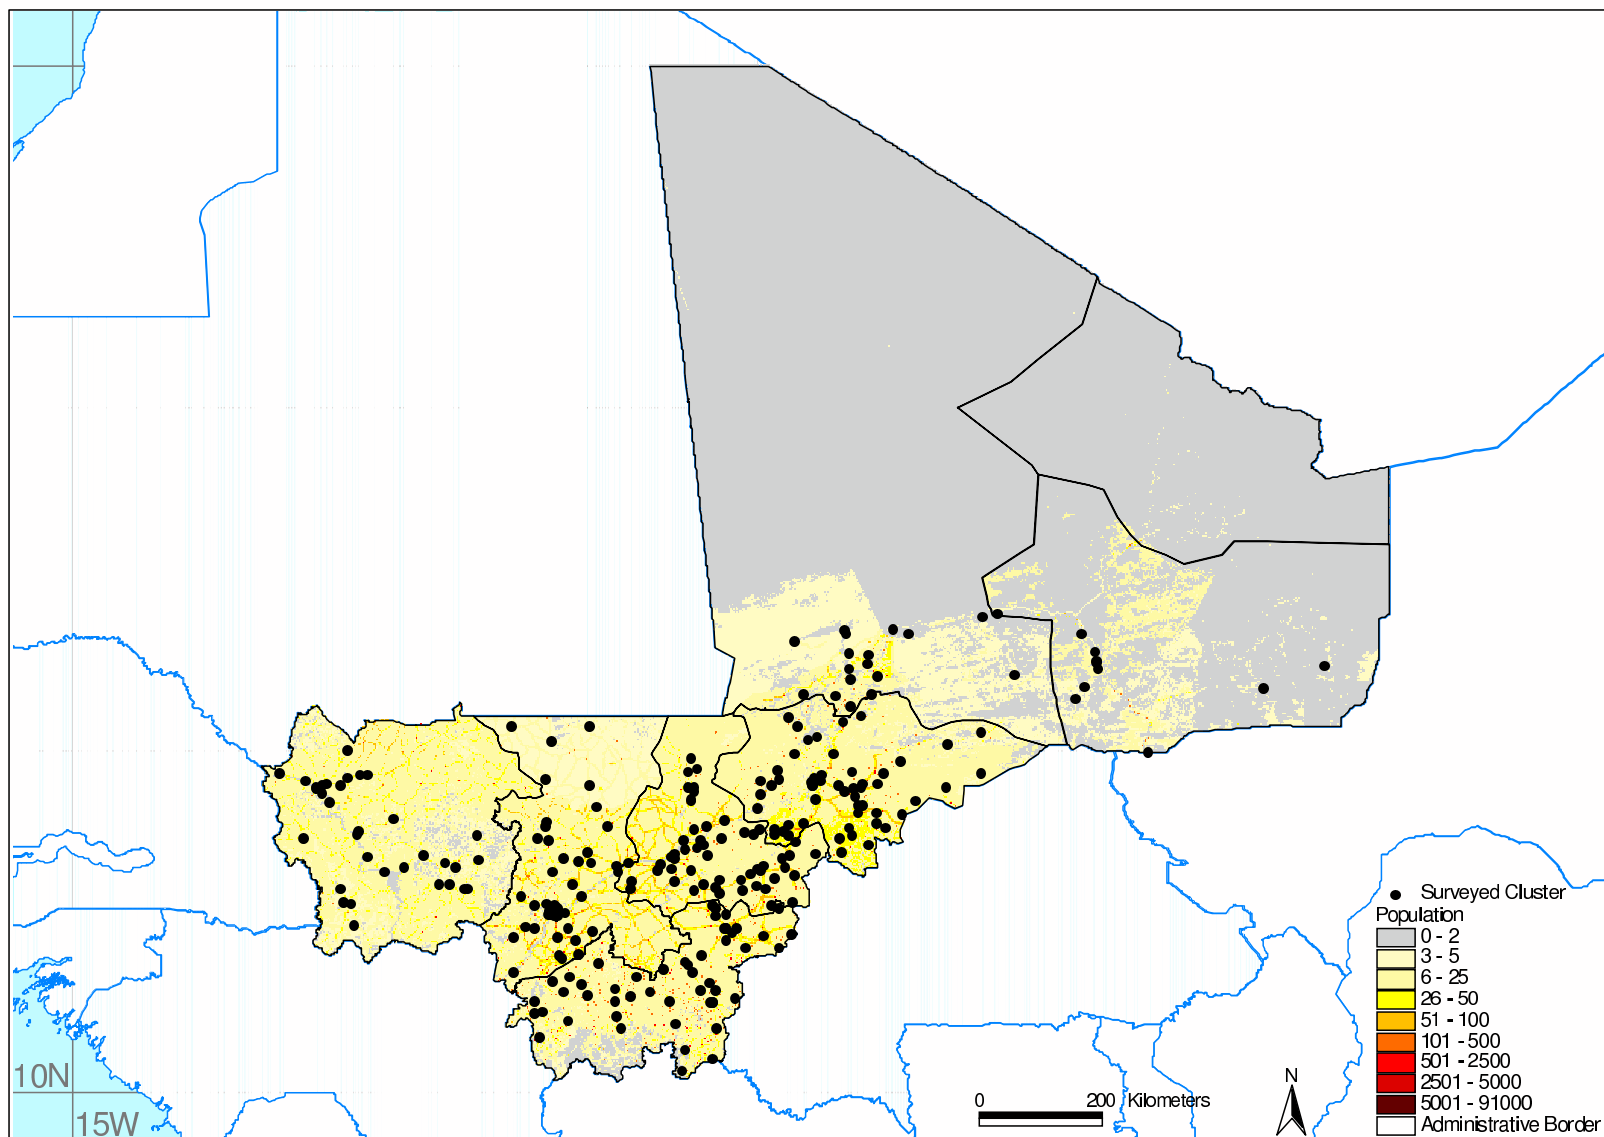 Surveyed Cluster
Population
0 - 2
3 - 5
6 - 25
26 - 50
51 - 100
101 - 500
501 - 2500
2501 - 5000
5001 - 91000
Administrative Border
10N
15W
0 200 Kilometers
N